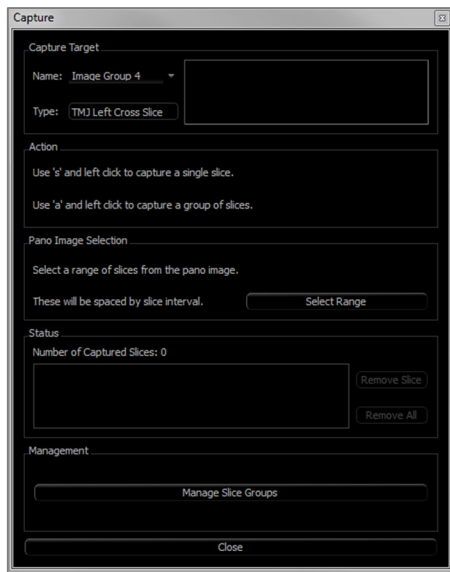 Capture
Capture Target
Name: Image Group 4
Type: TMJ Left Cross Slice
Action
Use 's' and left click to capture a single slice.
Use 'a' and left click to capture a group of slices.
Pano Image Selection
Select a range of slices from the pano image.
These will be spaced by slice interval. Select Range
Status
Number of Captured Slices: 0
Remove Slice
Remove All
Management
Manage Slice Groups
Close